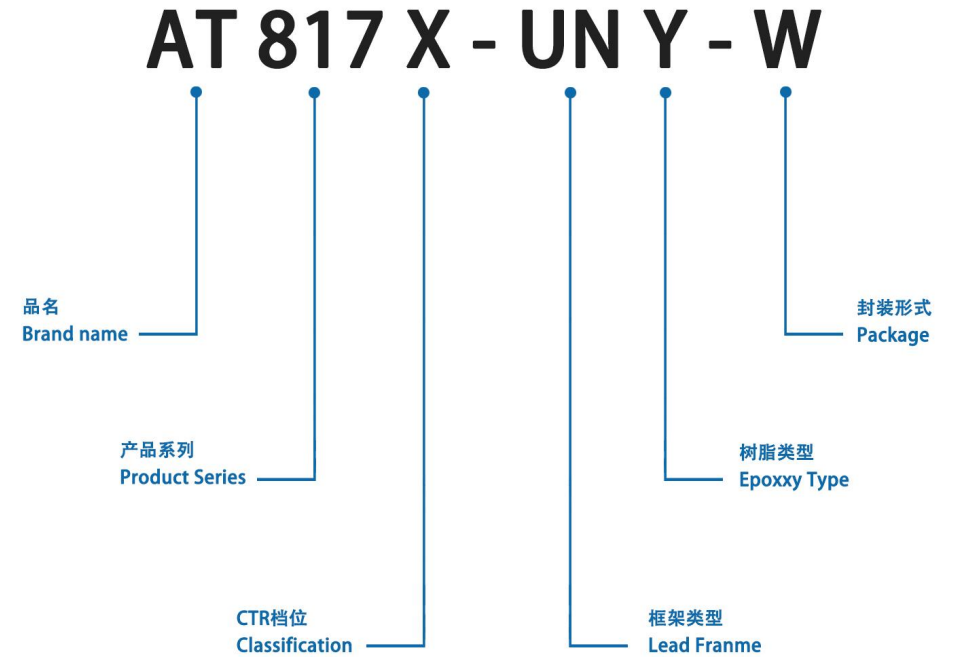 AT 817 X - UN Y - W
品名
Brand name
封装形式
Package
产品系列
Product Series
树脂类型
Epoxxy Type
CTR档位
Classification
框架类型
Lead Franme